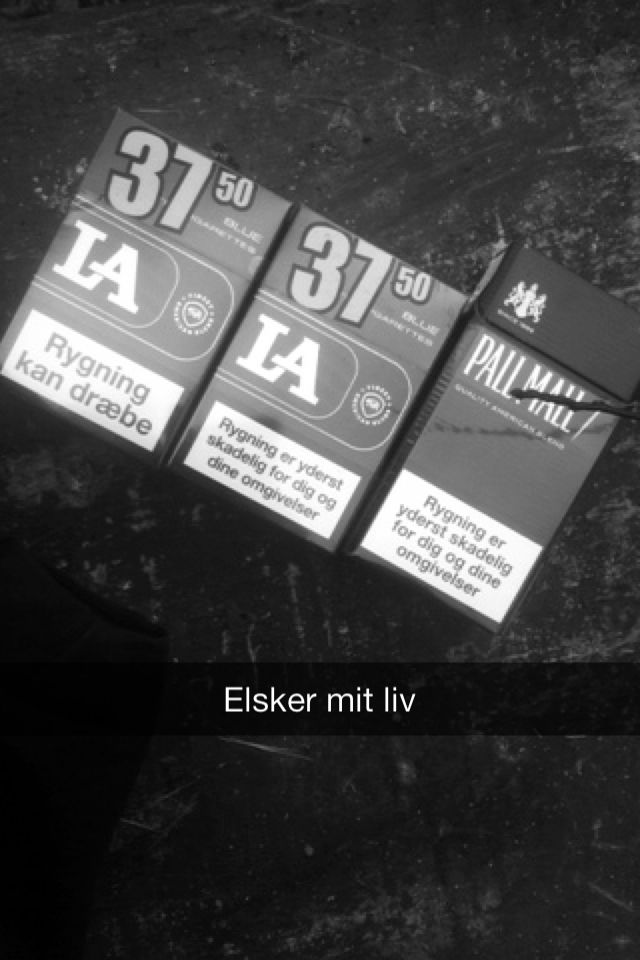 37 50
BLUE
CIGARETTES
LA
Rygning
kan dræbe
37 50
BLUE
CIGARETTES
LA
Rygning er yderst
skadelig for dig og
dine omgivelser
PALL MALL
QUALITY AMERICAN BLEND
Rygning er
yderst skadelig
for dig og dine
omgivelser
Elsker mit liv